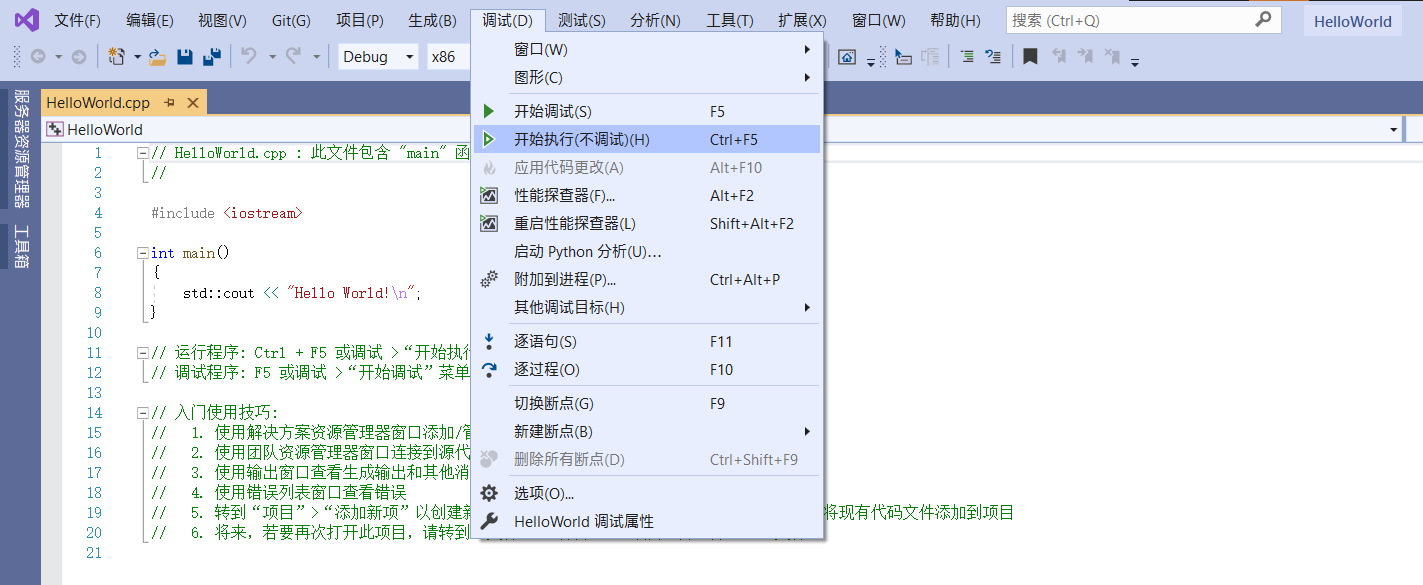 文件(F) 编辑(E) 视图(V) Git(G) 项目(P) 生成(B) 调试(D) 测试(S) 分析(N) 工具(T) 扩展(X) 窗口(W) 帮助(H) 搜索 (Ctrl+Q) HelloWorld
Debug x86
服务器资源管理器
工具箱
HelloWorld.cpp
HelloWorld
窗口(W)
图形(C)
开始调试(S) F5
开始执行(不调试)(H) Ctrl+F5
应用代码更改(A) Alt+F10
性能探查器(F)... Alt+F2
重启性能探查器(L) Shift+Alt+F2
启动 Python 分析(U)...
附加到进程(P)... Ctrl+Alt+P
其他调试目标(H)
逐语句(S) F11
逐过程(O) F10
切换断点(G) F9
新建断点(B)
删除所有断点(D) Ctrl+Shift+F9
选项(O)...
HelloWorld 调试属性
1 // HelloWorld.cpp : 此文件包含 "main" 函
2 //
3
4 #include <iostream>
5
6 int main()
7 {
8 std::cout << "Hello World!\n";
9 }
10
11 // 运行程序: Ctrl + F5 或调试 >“开始执行
12 // 调试程序: F5 或调试 >“开始调试”菜单
13
14 // 入门使用技巧:
15 // 1. 使用解决方案资源管理器窗口添加/管
16 // 2. 使用团队资源管理器窗口连接到源代
17 // 3. 使用输出窗口查看生成输出和其他消
18 // 4. 使用错误列表窗口查看错误
19 // 5. 转到“项目”>“添加新项”以创建新 将现有代码文件添加到项目
20 // 6. 将来，若要再次打开此项目，请转到
21